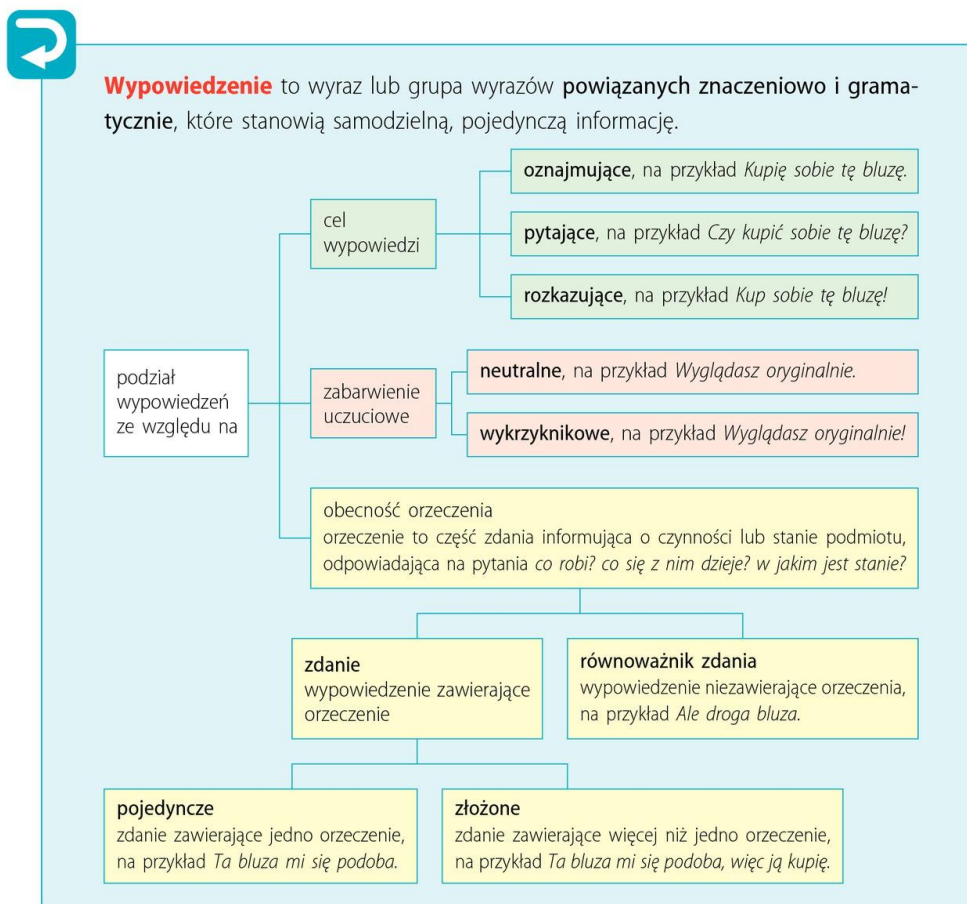 Wypowiedzenie to wyraz lub grupa wyrazów powiązanych znaczeniowo i grama-
tycznie, które stanowią samodzielną, pojedynczą informację.
podział
wypowiedzeń
ze względu na
cel
wypowiedzi
oznajmujące, na przykład Kupię sobie tę bluzę.
pytające, na przykład Czy kupić sobie tę bluzę?
rozkazujące, na przykład Kup sobie tę bluzę!
zabarwienie
uczuciowe
neutralne, na przykład Wyglądasz oryginalnie.
wykrzyknikowe, na przykład Wyglądasz oryginalnie!
obecność orzeczenia
orzeczenie to część zdania informująca o czynności lub stanie podmiotu,
odpowiadająca na pytania co robi? co się z nim dzieje? w jakim jest stanie?
zdanie
wypowiedzenie zawierające
orzeczenie
równoważnik zdania
wypowiedzenie niezawierające orzeczenia,
na przykład Ale droga bluza.
pojedyncze
zdanie zawierające jedno orzeczenie,
na przykład Ta bluza mi się podoba.
złożone
zdanie zawierające więcej niż jedno orzeczenie,
na przykład Ta bluza mi się podoba, więc ją kupię.